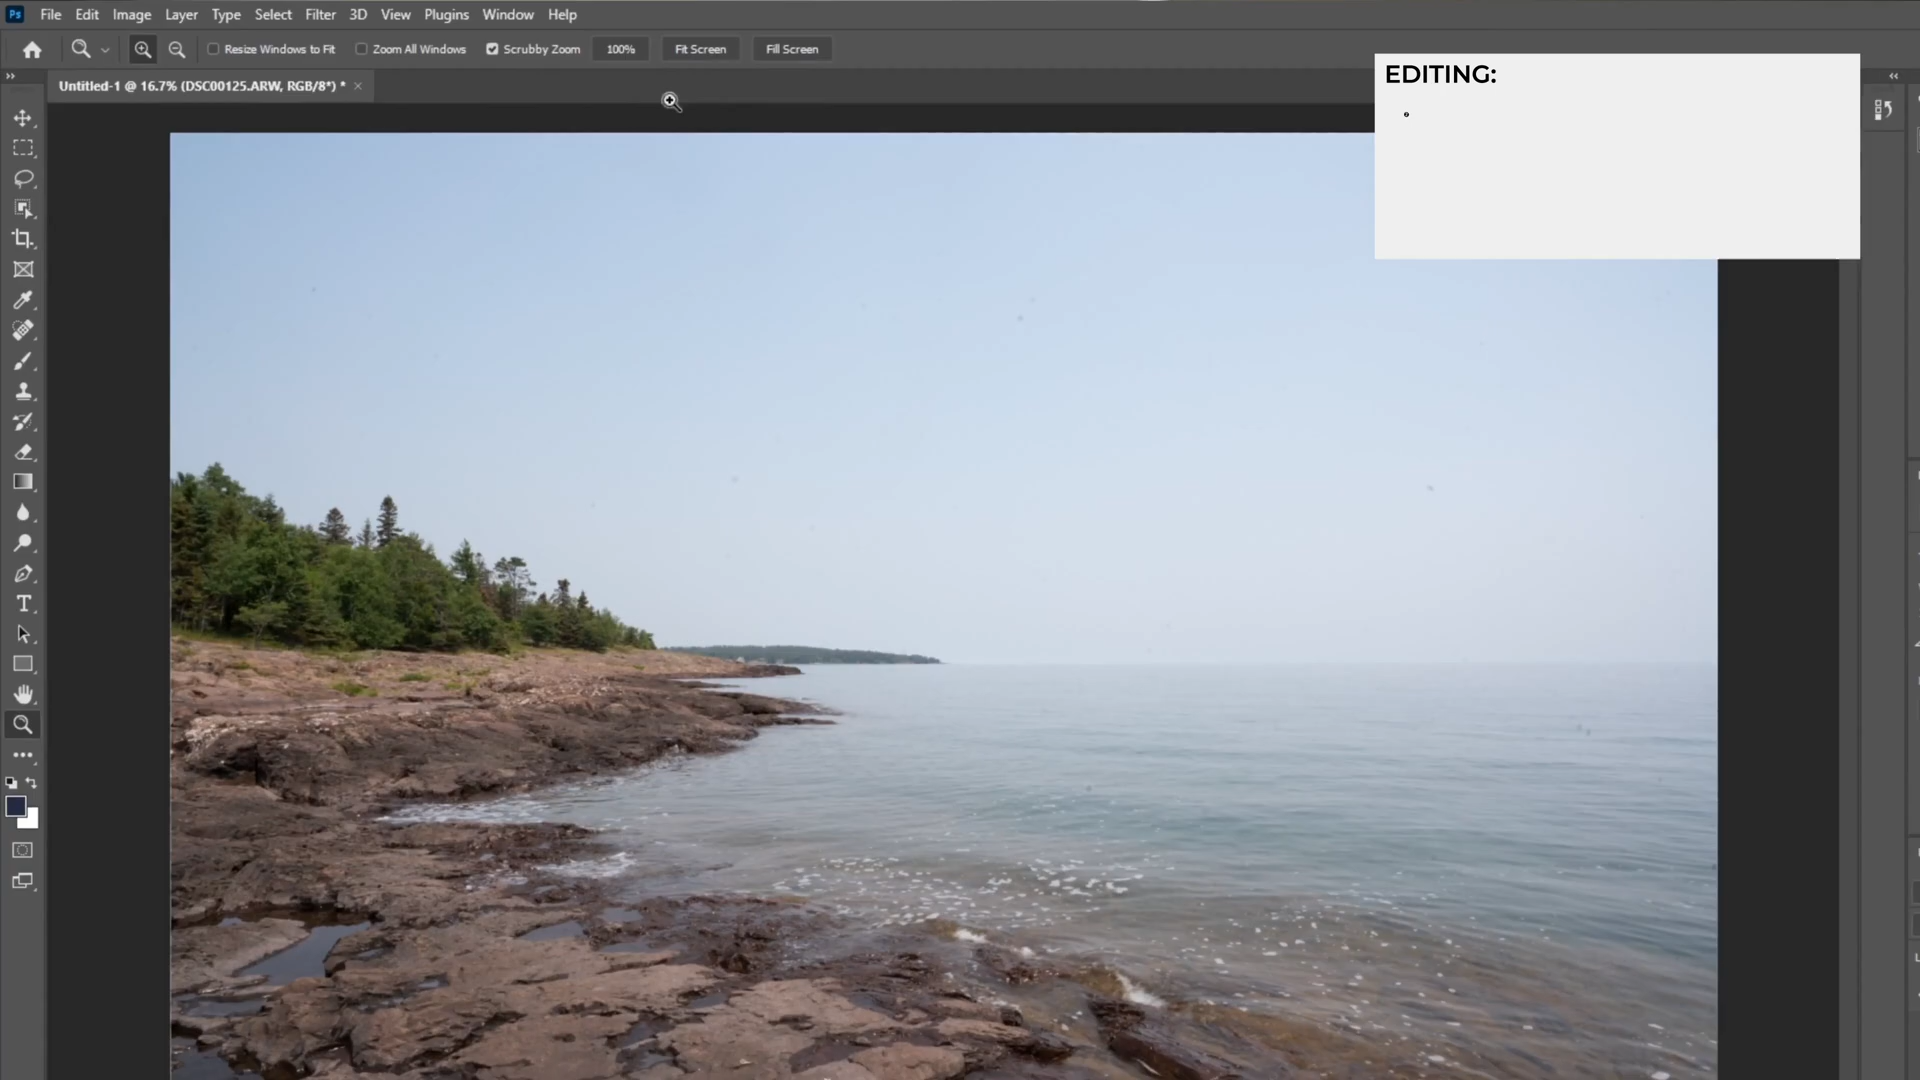 Ps File Edit Image Layer Type Select Filter 3D View Plugins Window Help
Resize Windows to Fit Zoom All Windows Scrubby Zoom 100% Fit Screen Fill Screen
Untitled-1 @ 16.7% (DSC00125.ARW, RGB/8*) * ×
EDITING: